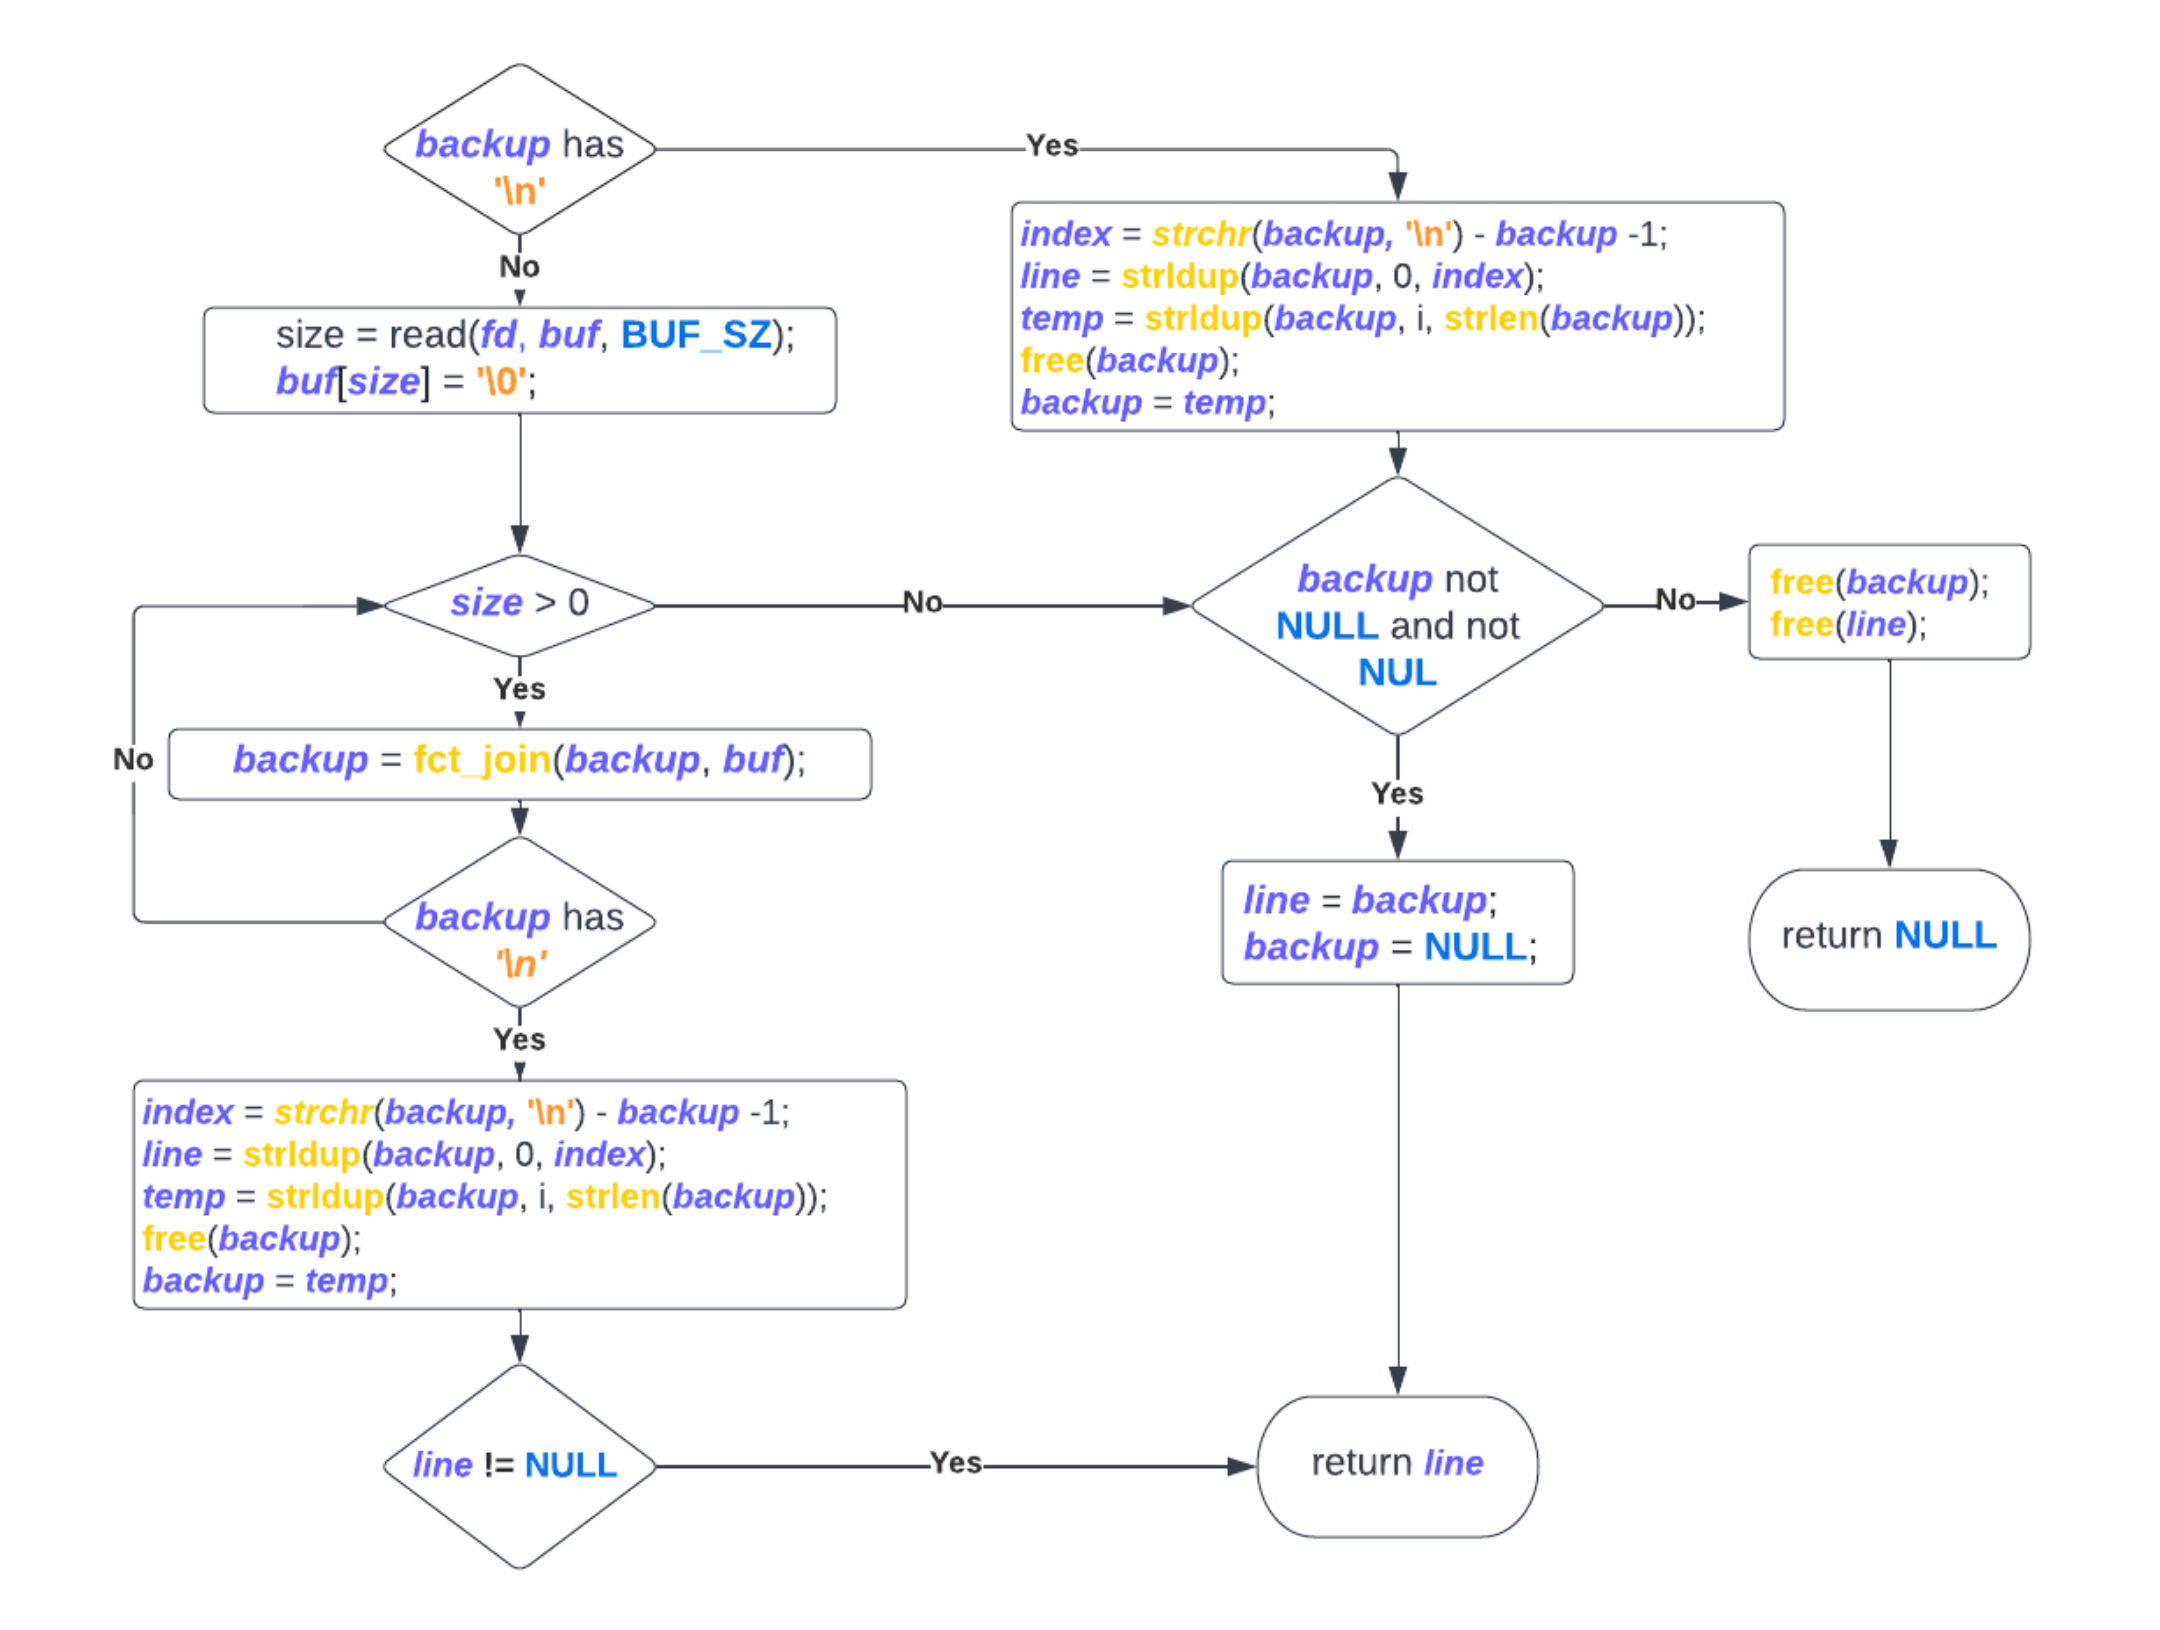 backup has
'\n'
Yes
No
size = read(fd, buf, BUF_SZ);
buf[size] = '\0';
index = strchr(backup, '\n') - backup -1;
line = strldup(backup, 0, index);
temp = strldup(backup, i, strlen(backup));
free(backup);
backup = temp;
size > 0
No
backup not
NULL and not
NUL
No
free(backup);
free(line);
Yes
No
backup = fct_join(backup, buf);
Yes
backup has
'\n'
line = backup;
backup = NULL;
return NULL
Yes
index = strchr(backup, '\n') - backup -1;
line = strldup(backup, 0, index);
temp = strldup(backup, i, strlen(backup));
free(backup);
backup = temp;
line != NULL
Yes
return line